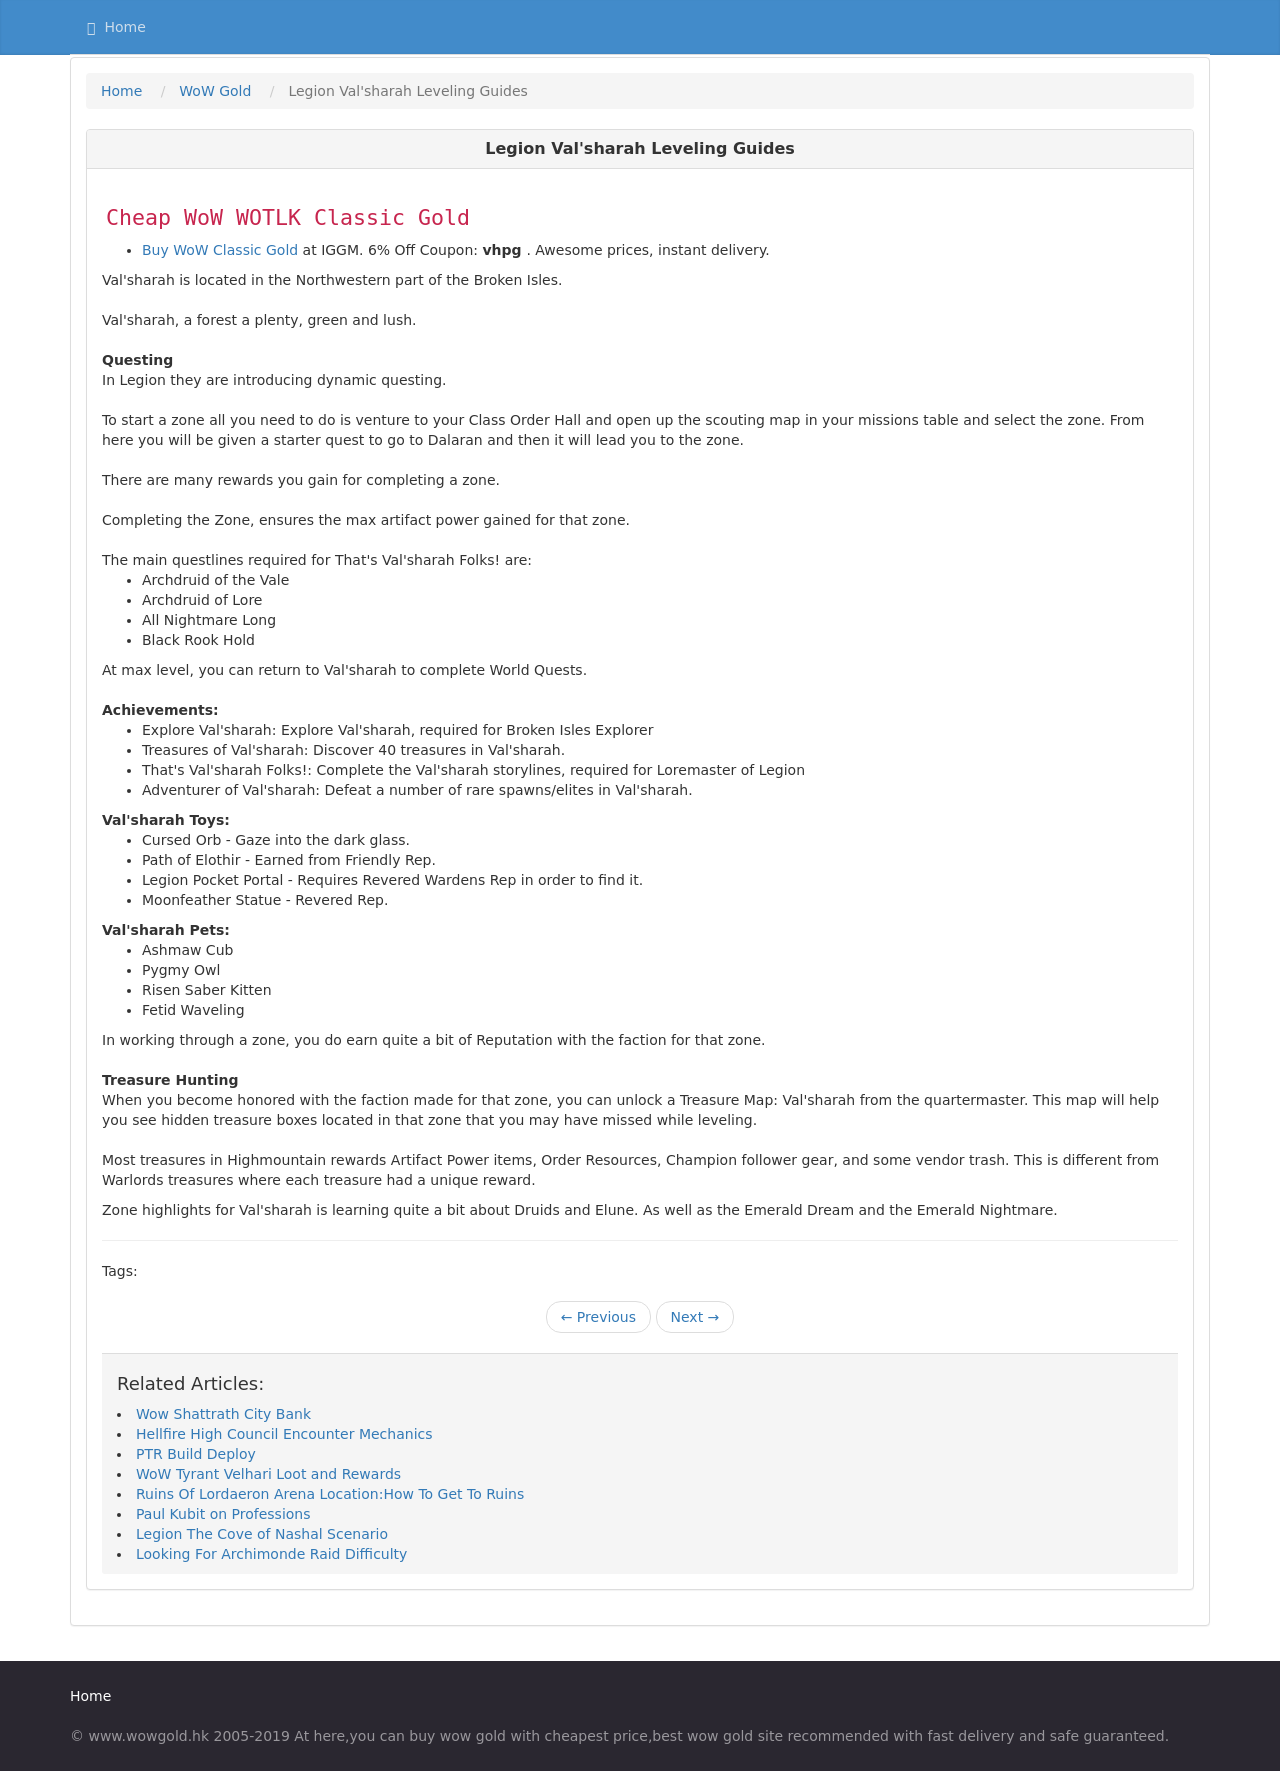 Home
Home / WoW Gold / Legion Val'sharah Leveling Guides
Legion Val'sharah Leveling Guides
Cheap WoW WOTLK Classic Gold
• Buy WoW Classic Gold at IGGM. 6% Off Coupon: vhpg . Awesome prices, instant delivery.
Val'sharah is located in the Northwestern part of the Broken Isles.
Val'sharah, a forest a plenty, green and lush.
Questing
In Legion they are introducing dynamic questing.
To start a zone all you need to do is venture to your Class Order Hall and open up the scouting map in your missions table and select the zone. From
here you will be given a starter quest to go to Dalaran and then it will lead you to the zone.
There are many rewards you gain for completing a zone.
Completing the Zone, ensures the max artifact power gained for that zone.
The main questlines required for That's Val'sharah Folks! are:
• Archdruid of the Vale
• Archdruid of Lore
• All Nightmare Long
• Black Rook Hold
At max level, you can return to Val'sharah to complete World Quests.
Achievements:
• Explore Val'sharah: Explore Val'sharah, required for Broken Isles Explorer
• Treasures of Val'sharah: Discover 40 treasures in Val'sharah.
• That's Val'sharah Folks!: Complete the Val'sharah storylines, required for Loremaster of Legion
• Adventurer of Val'sharah: Defeat a number of rare spawns/elites in Val'sharah.
Val'sharah Toys:
• Cursed Orb - Gaze into the dark glass.
• Path of Elothir - Earned from Friendly Rep.
• Legion Pocket Portal - Requires Revered Wardens Rep in order to find it.
• Moonfeather Statue - Revered Rep.
Val'sharah Pets:
• Ashmaw Cub
• Pygmy Owl
• Risen Saber Kitten
• Fetid Waveling
In working through a zone, you do earn quite a bit of Reputation with the faction for that zone.
Treasure Hunting
When you become honored with the faction made for that zone, you can unlock a Treasure Map: Val'sharah from the quartermaster. This map will help
you see hidden treasure boxes located in that zone that you may have missed while leveling.
Most treasures in Highmountain rewards Artifact Power items, Order Resources, Champion follower gear, and some vendor trash. This is different from
Warlords treasures where each treasure had a unique reward.
Zone highlights for Val'sharah is learning quite a bit about Druids and Elune. As well as the Emerald Dream and the Emerald Nightmare.
Tags:
← Previous Next →
Related Articles:
• Wow Shattrath City Bank
• Hellfire High Council Encounter Mechanics
• PTR Build Deploy
• WoW Tyrant Velhari Loot and Rewards
• Ruins Of Lordaeron Arena Location:How To Get To Ruins
• Paul Kubit on Professions
• Legion The Cove of Nashal Scenario
• Looking For Archimonde Raid Difficulty
Home
© www.wowgold.hk 2005-2019 At here,you can buy wow gold with cheapest price,best wow gold site recommended with fast delivery and safe guaranteed.